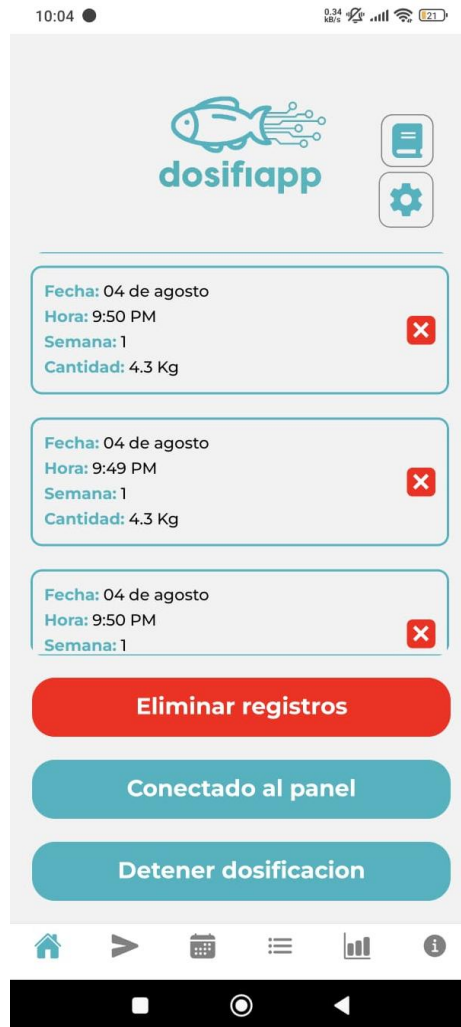 10:04
0.34
KB/s
21
dosifiapp
Fecha: 04 de agosto
Hora: 9:50 PM
Semana: 1
Cantidad: 4.3 Kg
Fecha: 04 de agosto
Hora: 9:49 PM
Semana: 1
Cantidad: 4.3 Kg
Fecha: 04 de agosto
Hora: 9:50 PM
Semana: 1
Eliminar registros
Conectado al panel
Detener dosificacion